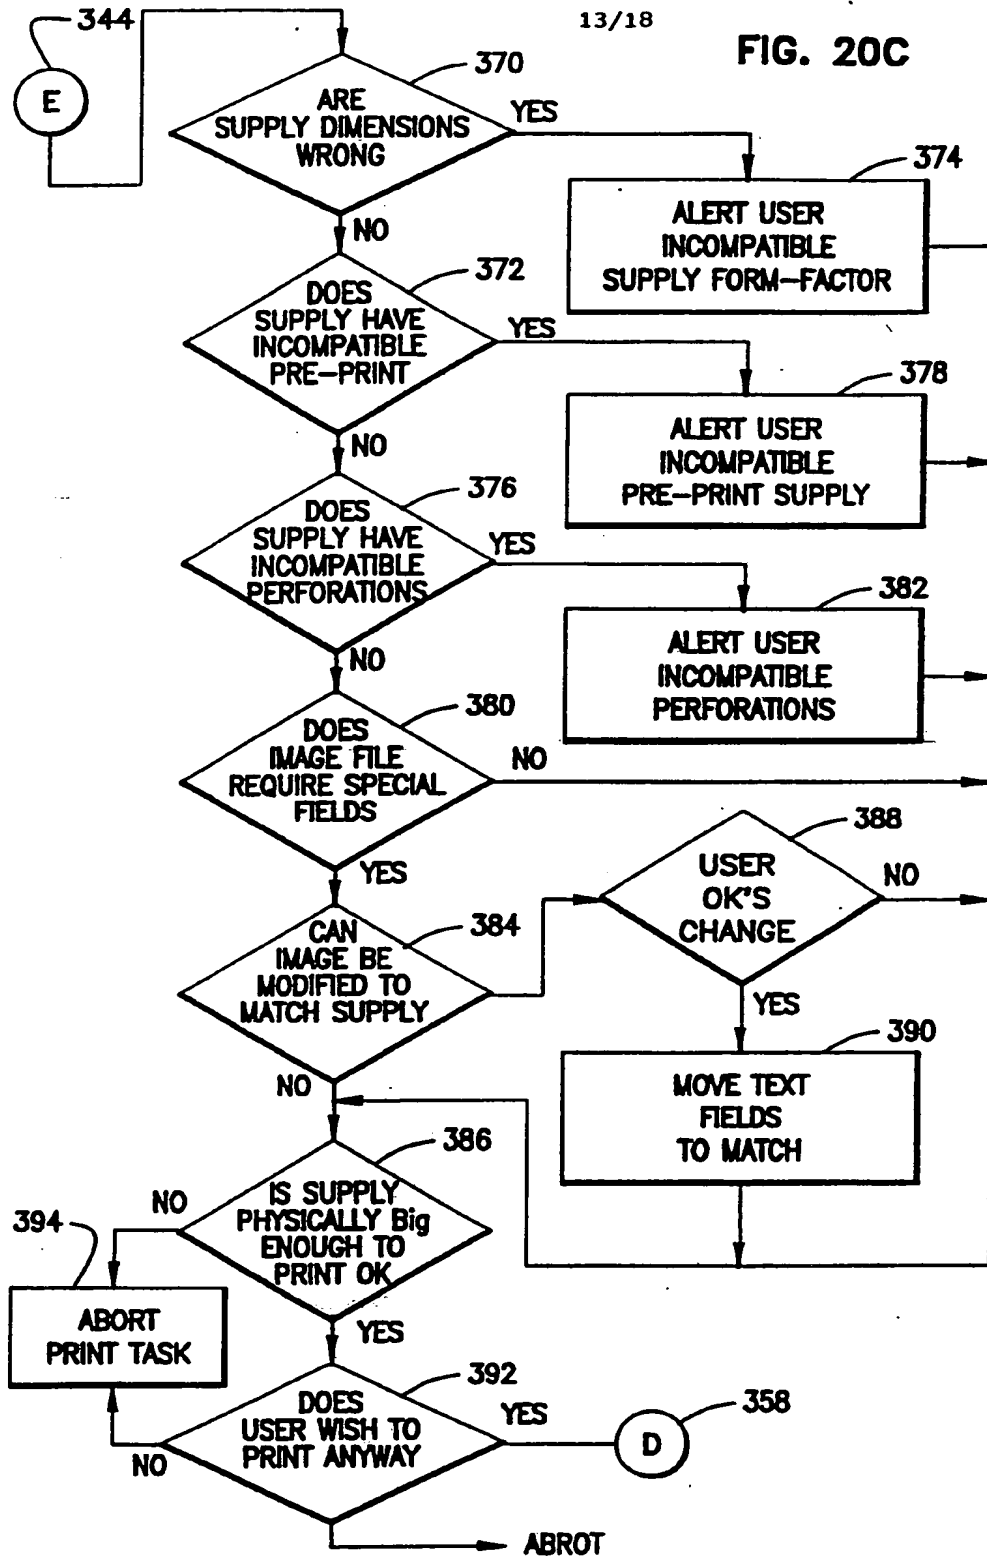 13/18
FIG. 20C
344
E
370
ARE
SUPPLY DIMENSIONS
WRONG
YES
NO
374
ALERT USER
INCOMPATIBLE
SUPPLY FORM-FACTOR
372
DOES
SUPPLY HAVE
INCOMPATIBLE
PRE-PRINT
YES
NO
378
ALERT USER
INCOMPATIBLE
PRE-PRINT SUPPLY
376
DOES
SUPPLY HAVE
INCOMPATIBLE
PERFORATIONS
YES
NO
382
ALERT USER
INCOMPATIBLE
PERFORATIONS
380
DOES
IMAGE FILE
REQUIRE SPECIAL
FIELDS
NO
YES
384
CAN
IMAGE BE
MODIFIED TO
MATCH SUPPLY
NO
388
USER
OK'S
CHANGE
NO
YES
390
MOVE TEXT
FIELDS
TO MATCH
386
IS SUPPLY
PHYSICALLY Big
ENOUGH TO
PRINT OK
NO
YES
394
ABORT
PRINT TASK
392
DOES
USER WISH TO
PRINT ANYWAY
YES
NO
358
D
ABROT